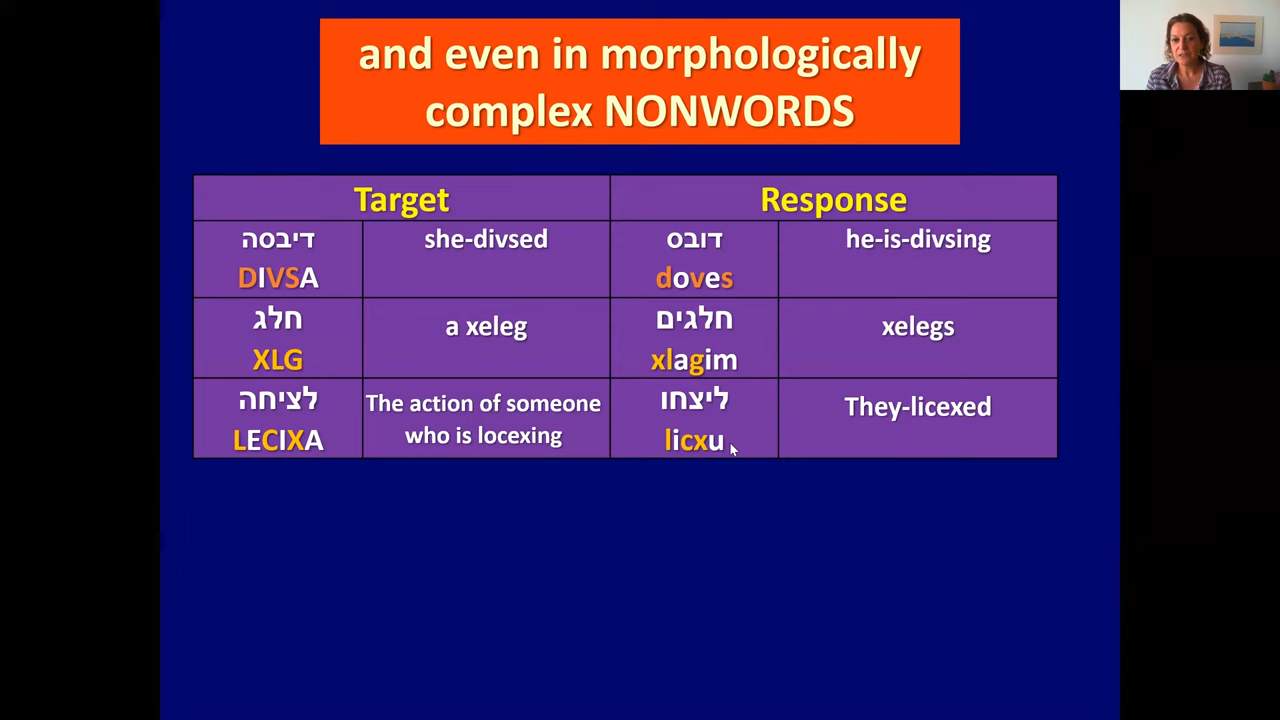 and even in morphologically
complex NONWORDS
Target
Response
דיבסה
DIVSA
she-divsed
דובס
doves
he-is-divsing
חלג
XLG
a xeleg
חלגים
xlagim
xelegs
לציחה
LECIXA
The action of someone
who is locexing
ליצחו
licxu
They-licexed